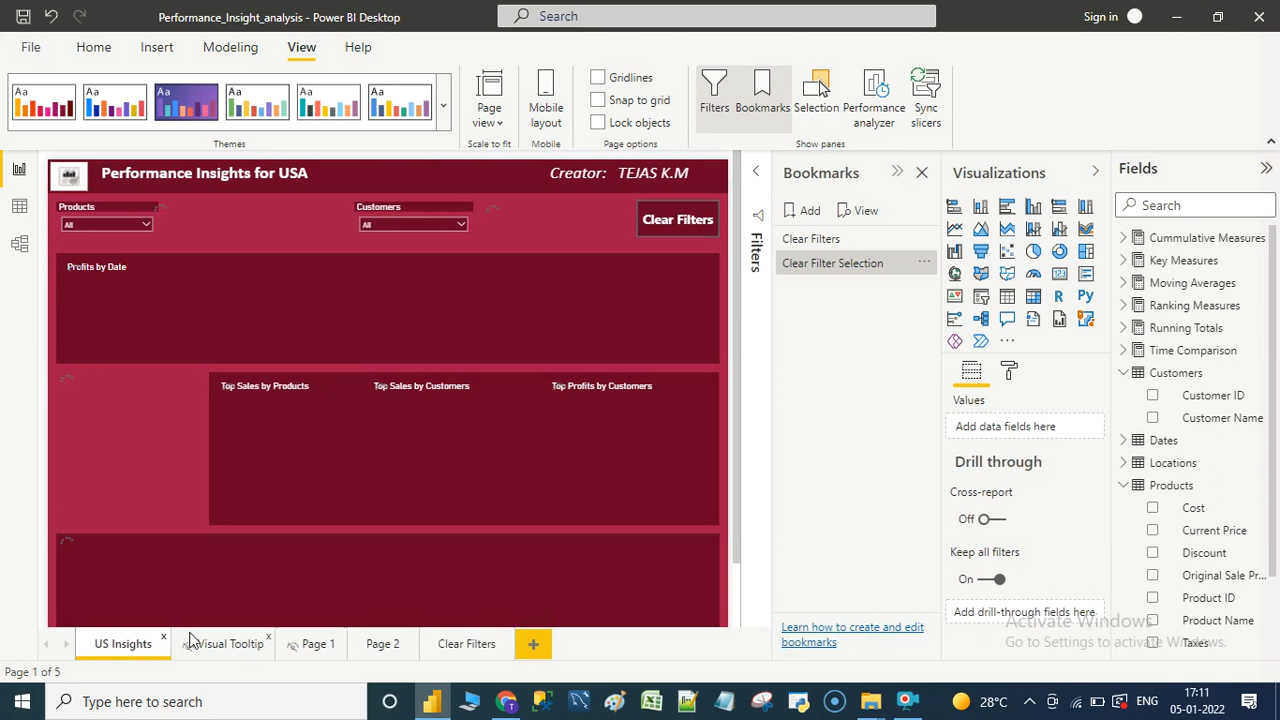 Performance_Insight_analysis - Power BI Desktop
Search
Sign in
File
Home
Insert
Modeling
View
Help
Aa
Aa
Aa
Aa
Aa
Aa
Themes
Page
view
Scale to fit
Mobile
layout
Mobile
Gridlines
Snap to grid
Lock objects
Page options
Filters
Bookmarks
Selection
Performance
analyzer
Sync
slicers
Show panes
Performance Insights for USA
Creator: TEJAS K.M
Products
All
Customers
All
Clear Filters
Profits by Date
Top Sales by Products
Top Sales by Customers
Top Profits by Customers
Filters
Bookmarks
Add
View
Clear Filters
Clear Filter Selection
Learn how to create and edit
bookmarks
Visualizations
R
Py
Values
Add data fields here
Drill through
Cross-report
Off
Keep all filters
On
Add drill-through fields here
Fields
Search
Cummulative Measures
Key Measures
Moving Averages
Ranking Measures
Running Totals
Time Comparison
Customers
Customer ID
Customer Name
Dates
Locations
Products
Cost
Current Price
Discount
Original Sale Pr...
Product ID
Product Name
Taxes
Activate Windows
Go to Settings to activate Windows.
US Insights
Visual Tooltip
Page 1
Page 2
Clear Filters
Page 1 of 5
Type here to search
28°C
ENG
17:11
05-01-2022